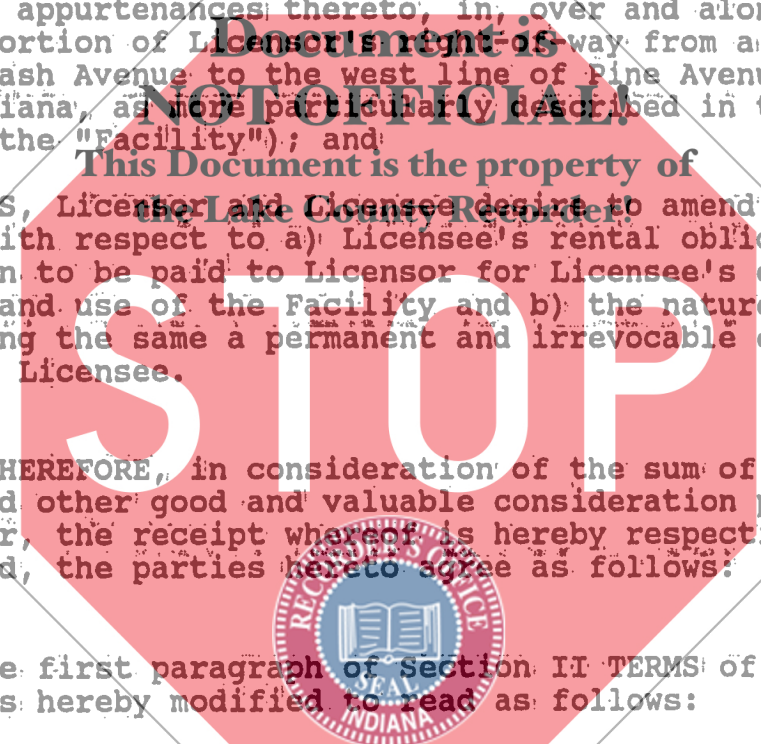 appurtenances thereto, in, over and alon
Document is
ortion of Licensor's right-of-way from a
ash Avenue to the west line of Pine Avenu
NOT OFFICIAL!
iana, as more particularly described in t
the "Facility"); and
This Document is the property of
the Lake County Recorder!
S, Licensor and Licensee desire to amend
ith respect to a) Licensee's rental obli
n to be paid to Licensor for Licensee's
and use of the Facility and b) the nature
ng the same a permanent and irrevocable
Licensee.
STOP
HEREFORE, in consideration of the sum of
d other good and valuable consideration
r, the receipt whereof is hereby respect
d, the parties hereto agree as follows:
RECORDER'S OFFICE
SEAL
INDIANA
e first paragraph of Section II TERMS of
s hereby modified to read as follows: